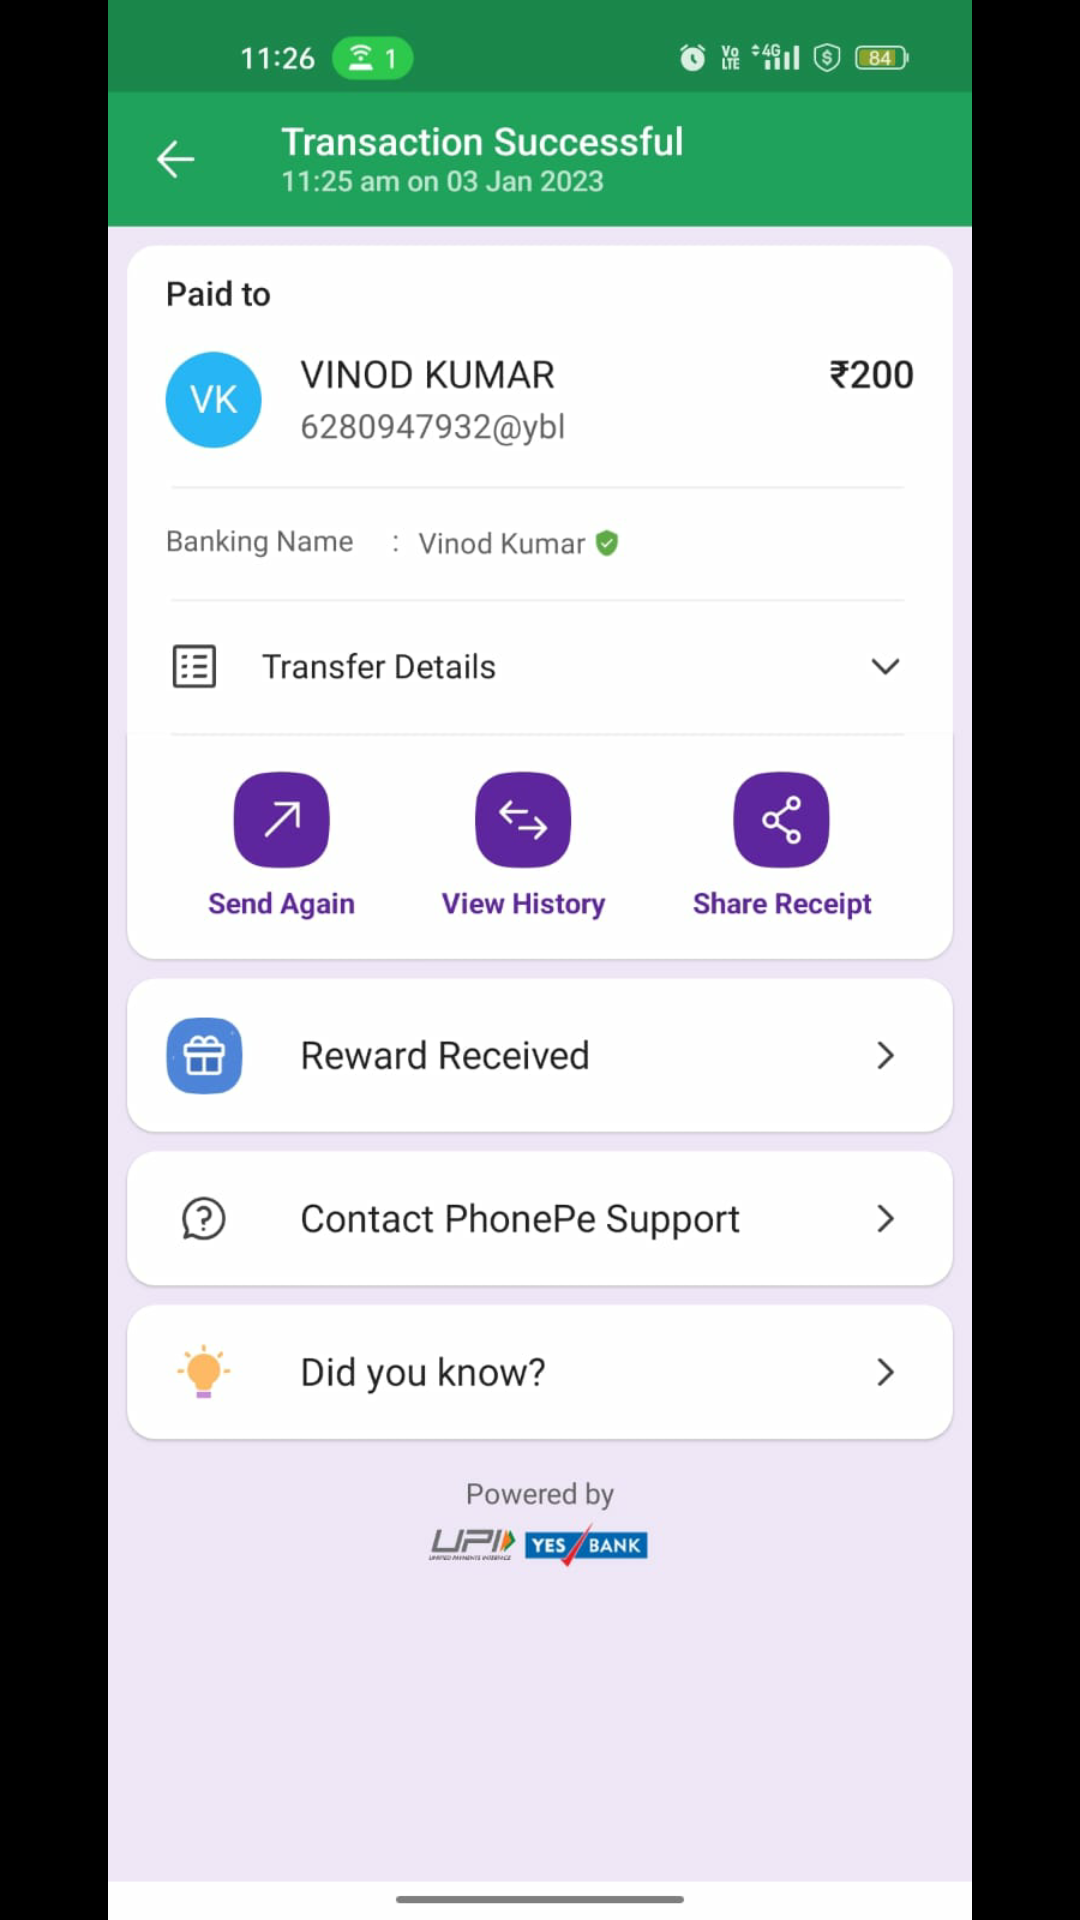 11:26
1
Vo
LTE
4G
84
Transaction Successful
11:25 am on 03 Jan 2023
Paid to
VK
VINOD KUMAR
₹200
6280947932@ybl
Banking Name : Vinod Kumar
Transfer Details
Send Again
View History
Share Receipt
Reward Received
Contact PhonePe Support
Did you know?
Powered by
UPI
UNIFIED PAYMENTS INTERFACE
YES BANK